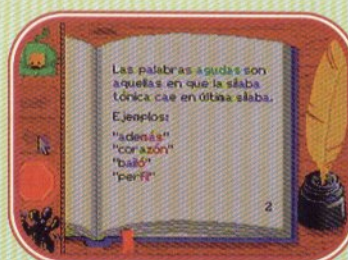 Las palabras agudas son
aquellas en que la sílaba
tónica cae en última sílaba.
Ejemplos:
"además"
"corazón"
"bailó"
"perfil"
2